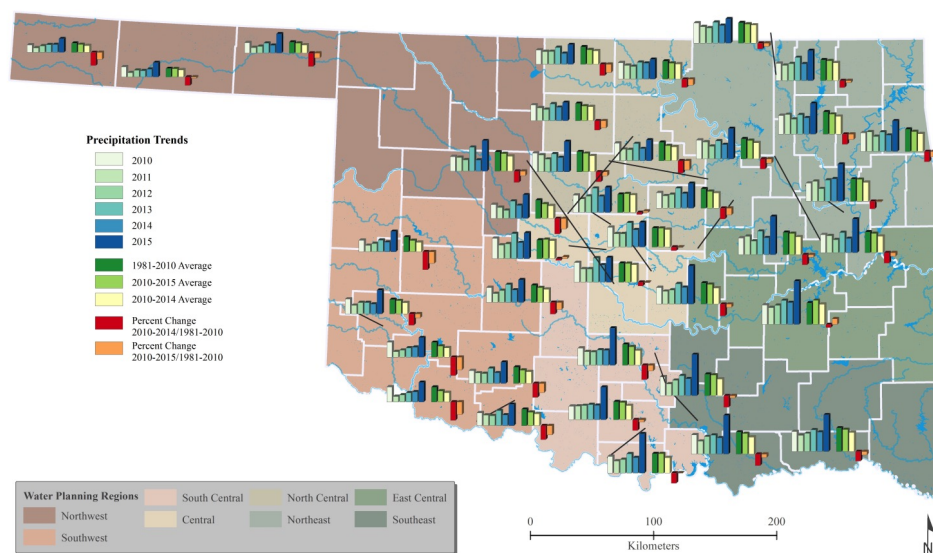 Precipitation Trends
2010
2011
2012
2013
2014
2015
1981-2010 Average
2010-2015 Average
2010-2014 Average
Percent Change
2010-2014/1981-2010
Percent Change
2010-2015/1981-2010
Water Planning Regions
Northwest
Southwest
South Central
Central
North Central
Northeast
East Central
Southeast
0 100 200
Kilometers
N